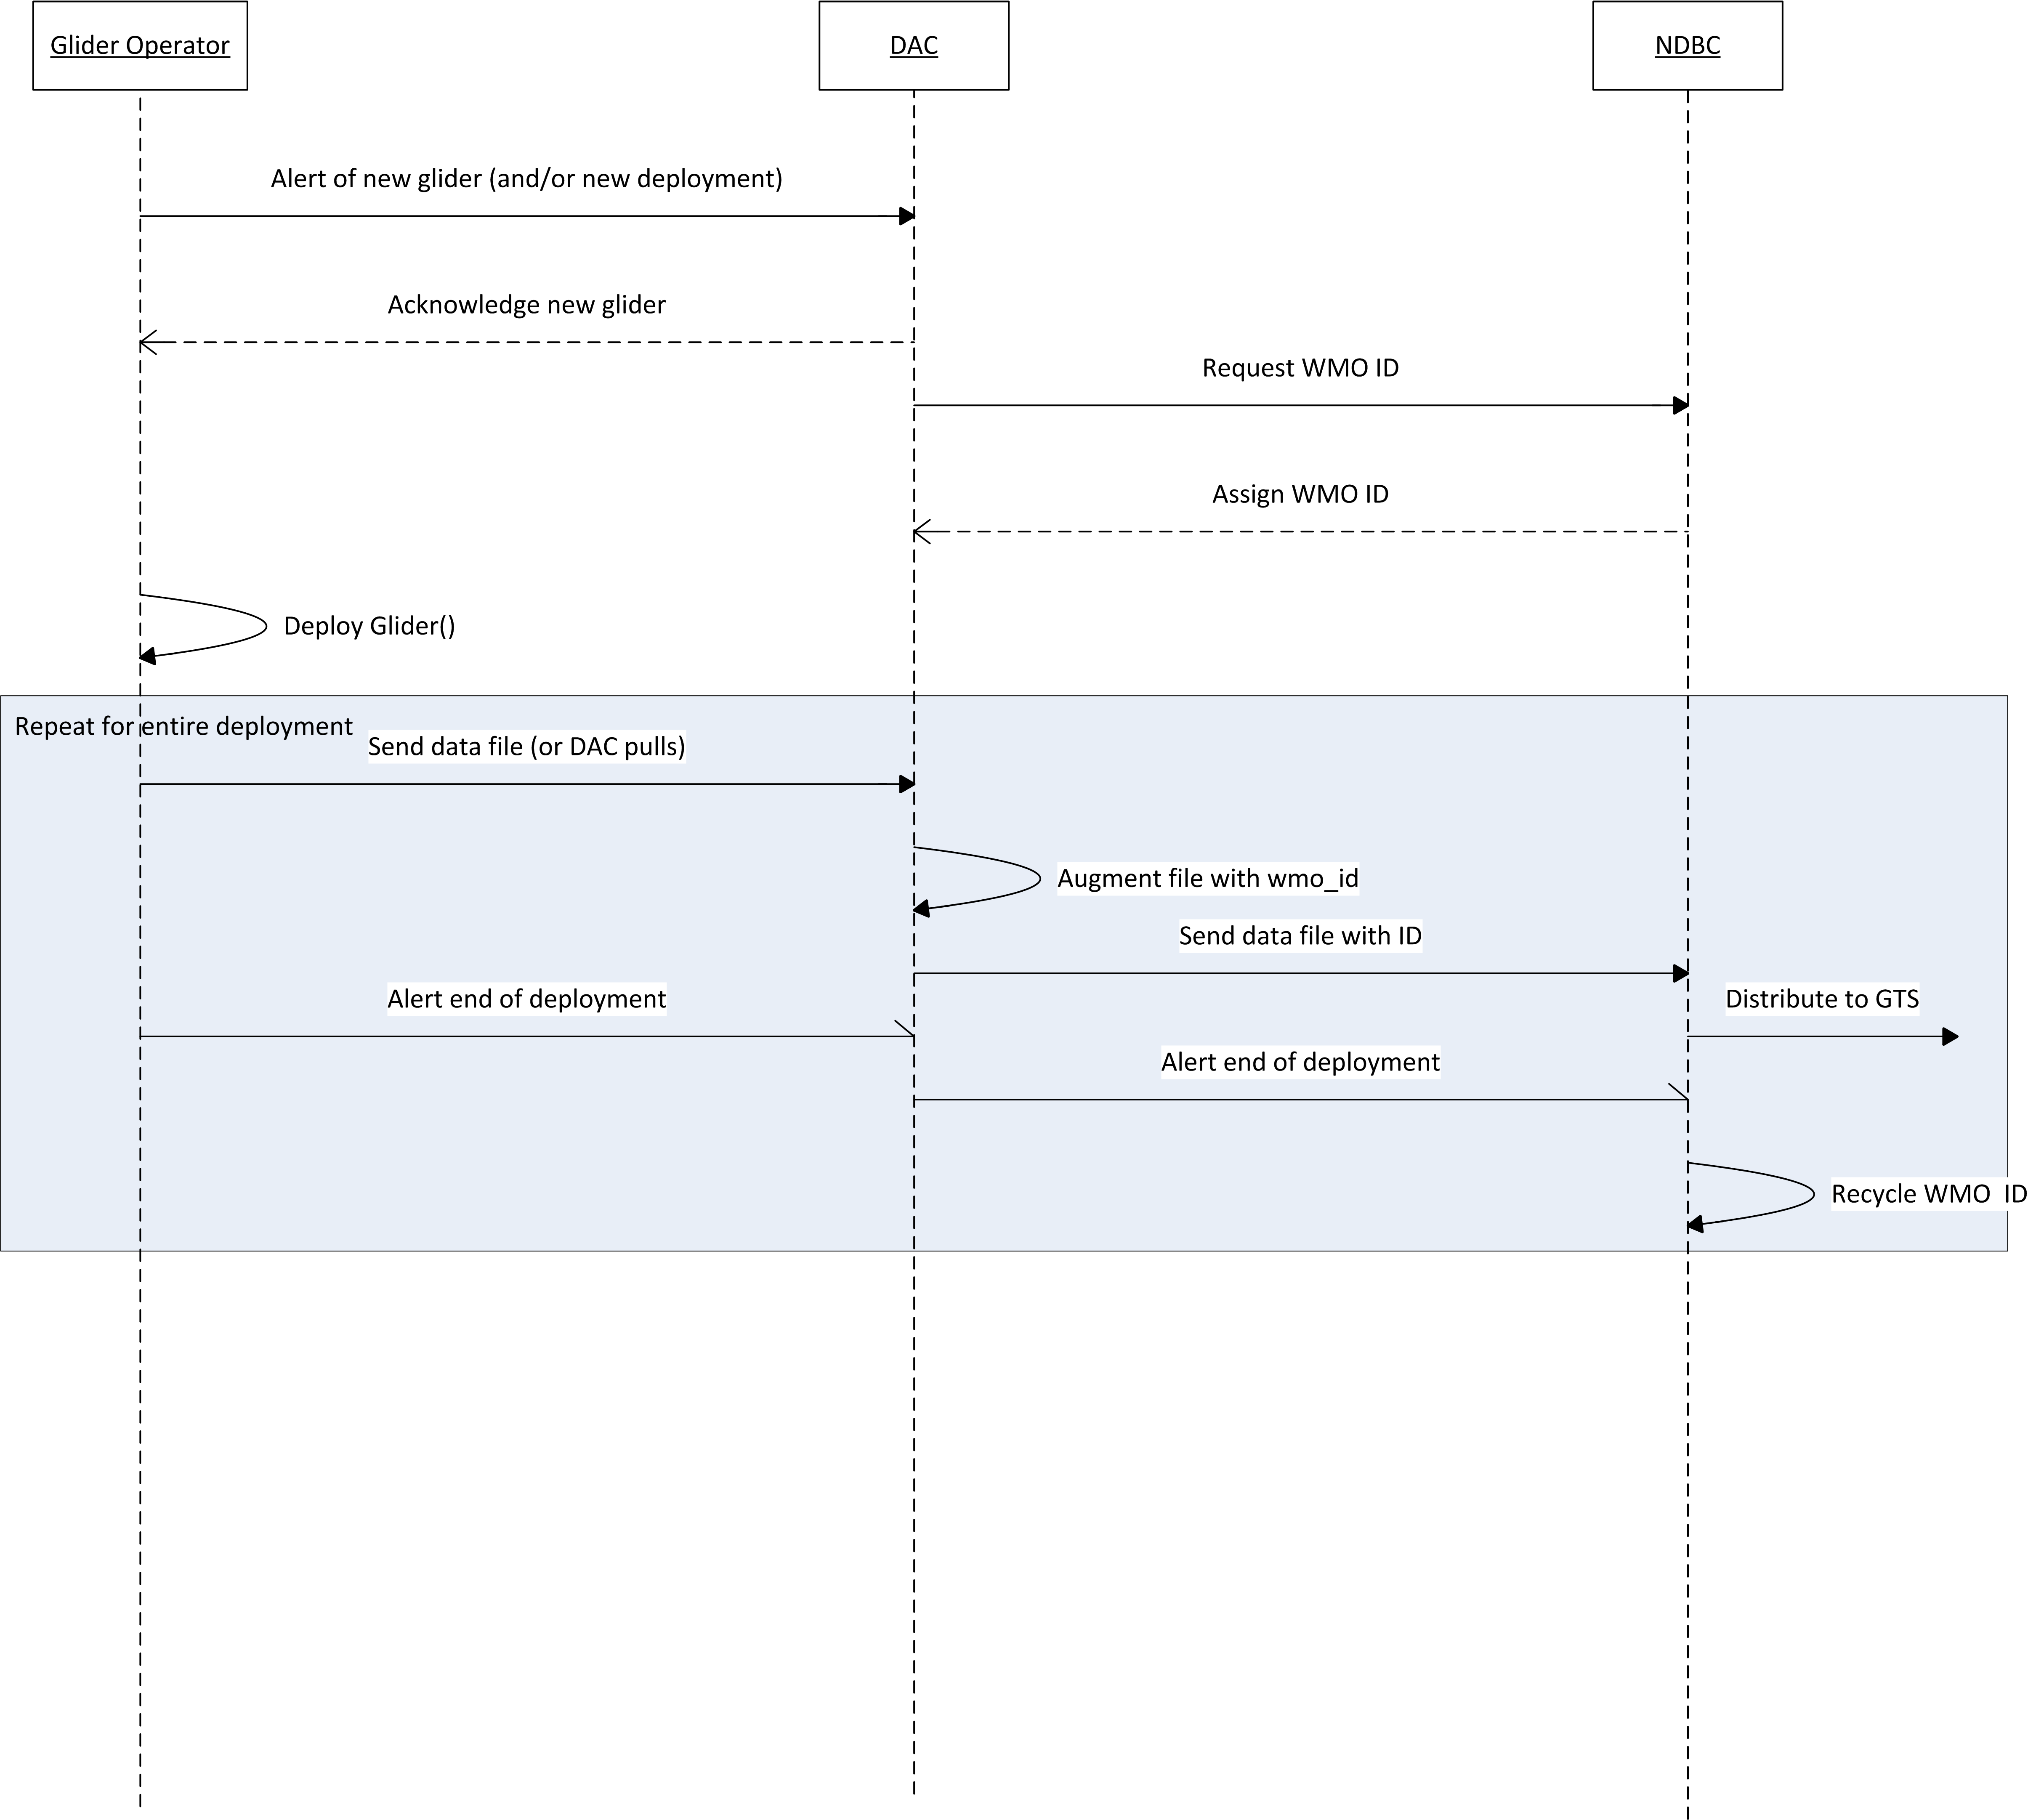 Glider Operator
DAC
NDBC
Alert of new glider (and/or new deployment)
Acknowledge new glider
Request WMO ID
Assign WMO ID
Deploy Glider()
Repeat for entire deployment
Send data file (or DAC pulls)
Augment file with wmo_id
Send data file with ID
Alert end of deployment
Distribute to GTS
Alert end of deployment
Recycle WMO  ID